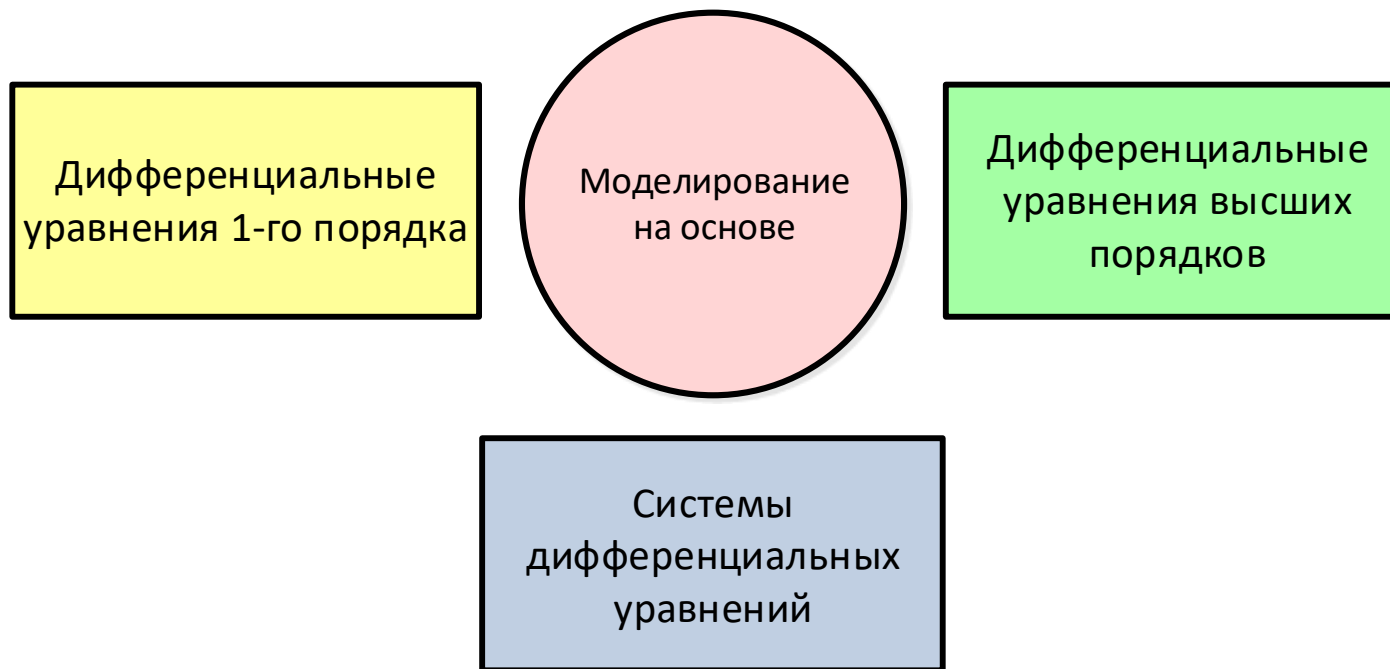 Дифференциальные
уравнения 1-го порядка
Моделирование
на основе
Дифференциальные
уравнения высших
порядков
Системы
дифференциальных
уравнений